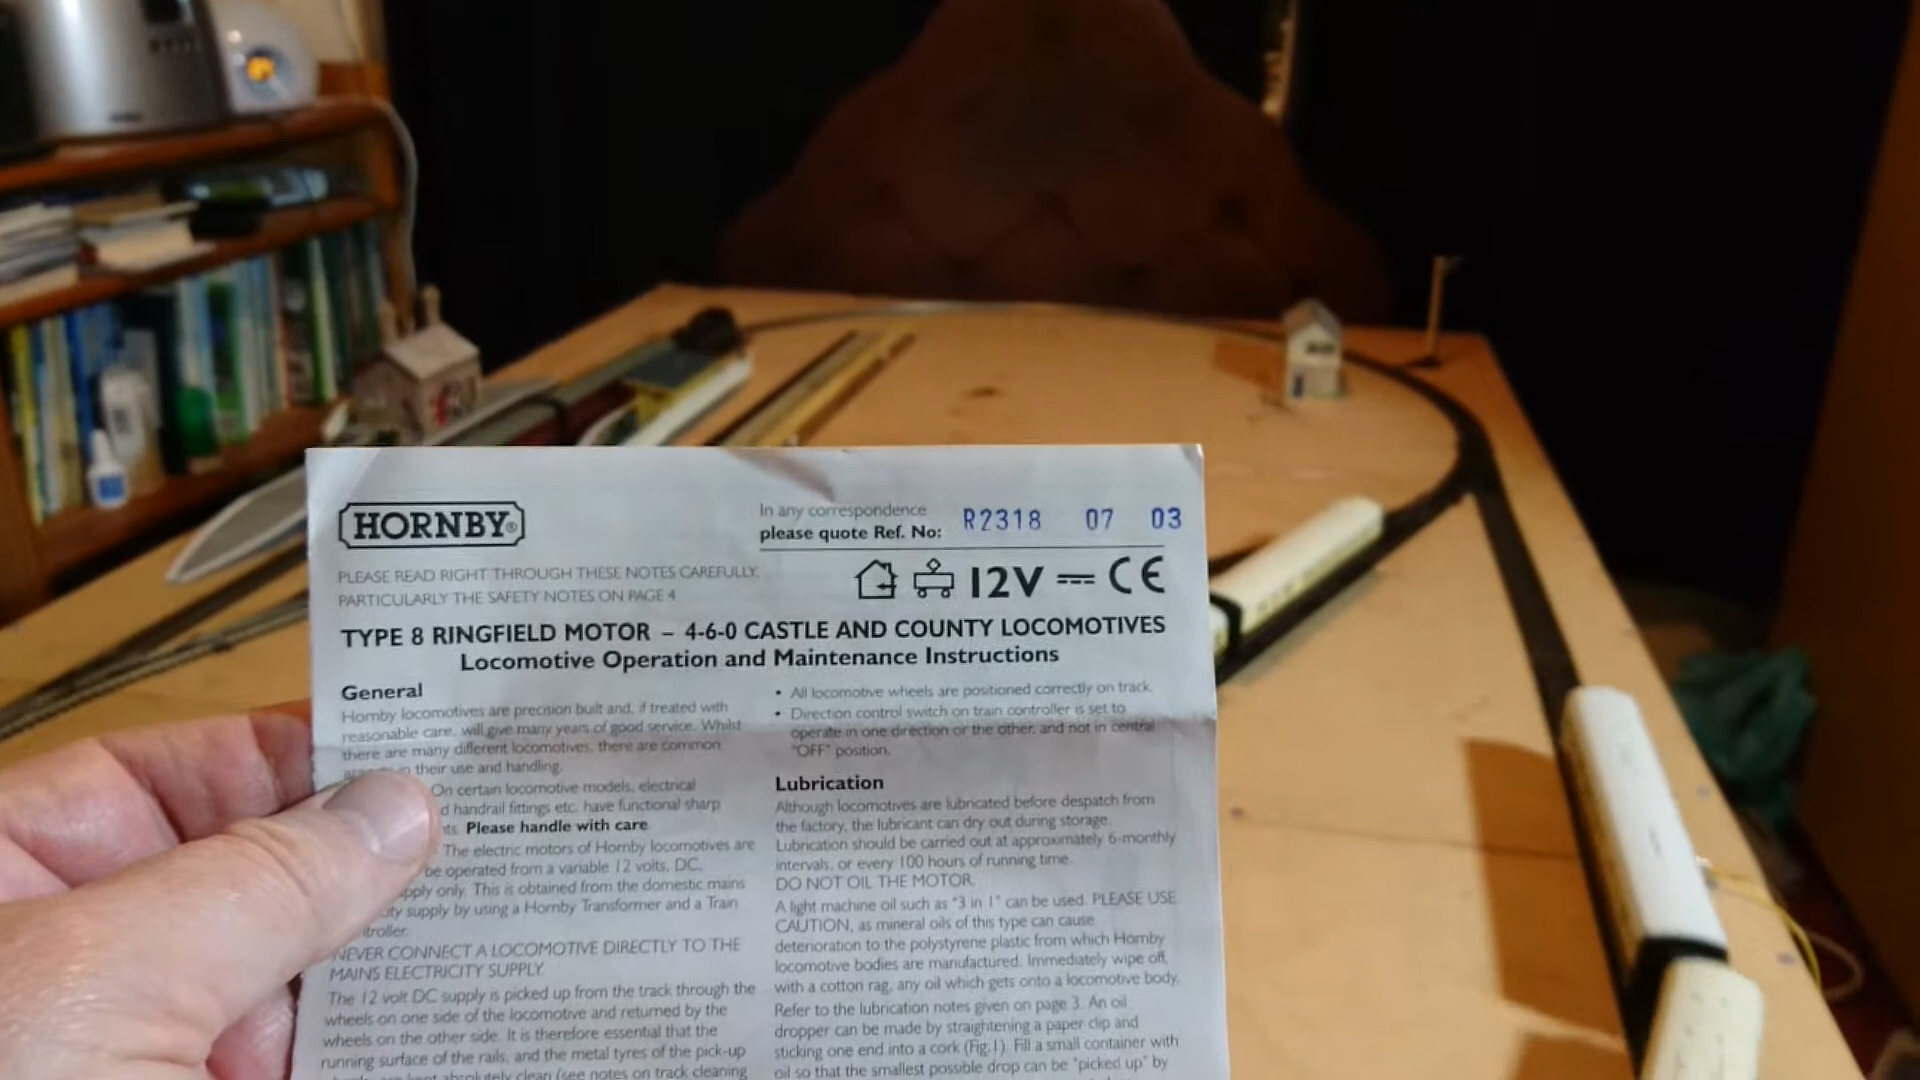 HORNBY®
In any correspondence
please quote Ref. No: R2318 07 03
PLEASE READ RIGHT THROUGH THESE NOTES CAREFULLY.
PARTICULARLY THE SAFETY NOTES ON PAGE 4
12V CE
TYPE 8 RINGFIELD MOTOR – 4-6-0 CASTLE AND COUNTY LOCOMOTIVES
Locomotive Operation and Maintenance Instructions
General
Hornby locomotives are precision built and, if treated with
reasonable care, will give many years of good service. Whilst
there are many different locomotives, there are common
in their use and handling.
On certain locomotive models, electrical
d handrail fittings etc. have functional sharp
ts. Please handle with care
The electric motors of Hornby locomotives are
be operated from a variable 12 volts, DC,
pply only. This is obtained from the domestic mains
ity supply by using a Hornby Transformer and a Train
troller.
NEVER CONNECT A LOCOMOTIVE DIRECTLY TO THE
MAINS ELECTRICITY SUPPLY.
The 12 volt DC supply is picked up from the track through the
wheels on one side of the locomotive and returned by the
wheels on the other side. It is therefore essential that the
running surface of the rails, and the metal tyres of the pick-up
kept absolutely clean (see notes on track cleaning
• All locomotive wheels are positioned correctly on track.
• Direction control switch on train controller is set to
operate in one direction or the other, and not in central
"OFF" position.
Lubrication
Although locomotives are lubricated before despatch from
the factory, the lubricant can dry out during storage.
Lubrication should be carried out at approximately 6-monthly
intervals, or every 100 hours of running time.
DO NOT OIL THE MOTOR.
A light machine oil such as "3 in 1" can be used. PLEASE USE
CAUTION, as mineral oils of this type can cause
deterioration to the polystyrene plastic from which Hornby
locomotive bodies are manufactured. Immediately wipe off,
with a cotton rag, any oil which gets onto a locomotive body.
Refer to the lubrication notes given on page 3. An oil
dropper can be made by straightening a paper clip and
sticking one end into a cork (Fig.1). Fill a small container with
oil so that the smallest possible drop can be "picked up" by